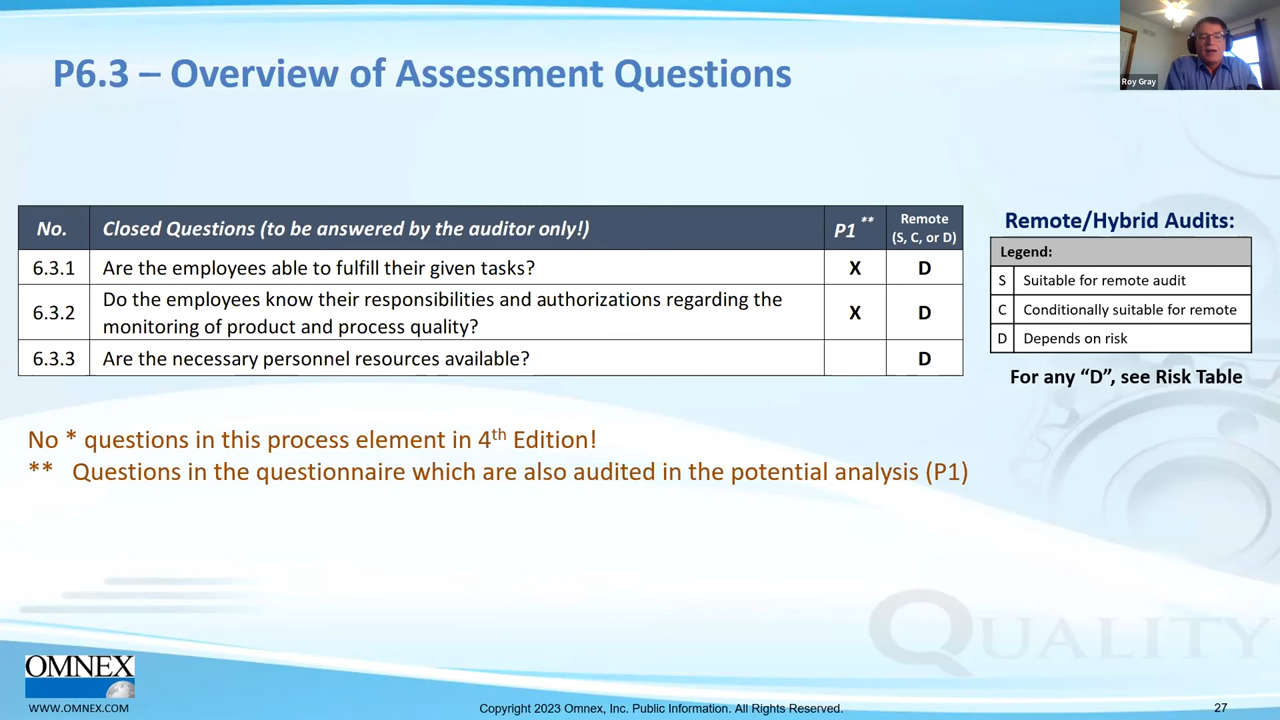 P6.3 – Overview of Assessment Questions
Roy Gray
No.
Closed Questions (to be answered by the auditor only!)
P1 **
Remote
(S, C, or D)
6.3.1
Are the employees able to fulfill their given tasks?
X
D
6.3.2
Do the employees know their responsibilities and authorizations regarding the
monitoring of product and process quality?
X
D
6.3.3
Are the necessary personnel resources available?
D
Remote/Hybrid Audits:
Legend:
S Suitable for remote audit
C Conditionally suitable for remote
D Depends on risk
For any “D”, see Risk Table
No * questions in this process element in 4th Edition!
** Questions in the questionnaire which are also audited in the potential analysis (P1)
QUALITY
OMNEX
WWW.OMNEX.COM
Copyright 2023 Omnex, Inc. Public Information. All Rights Reserved.
27